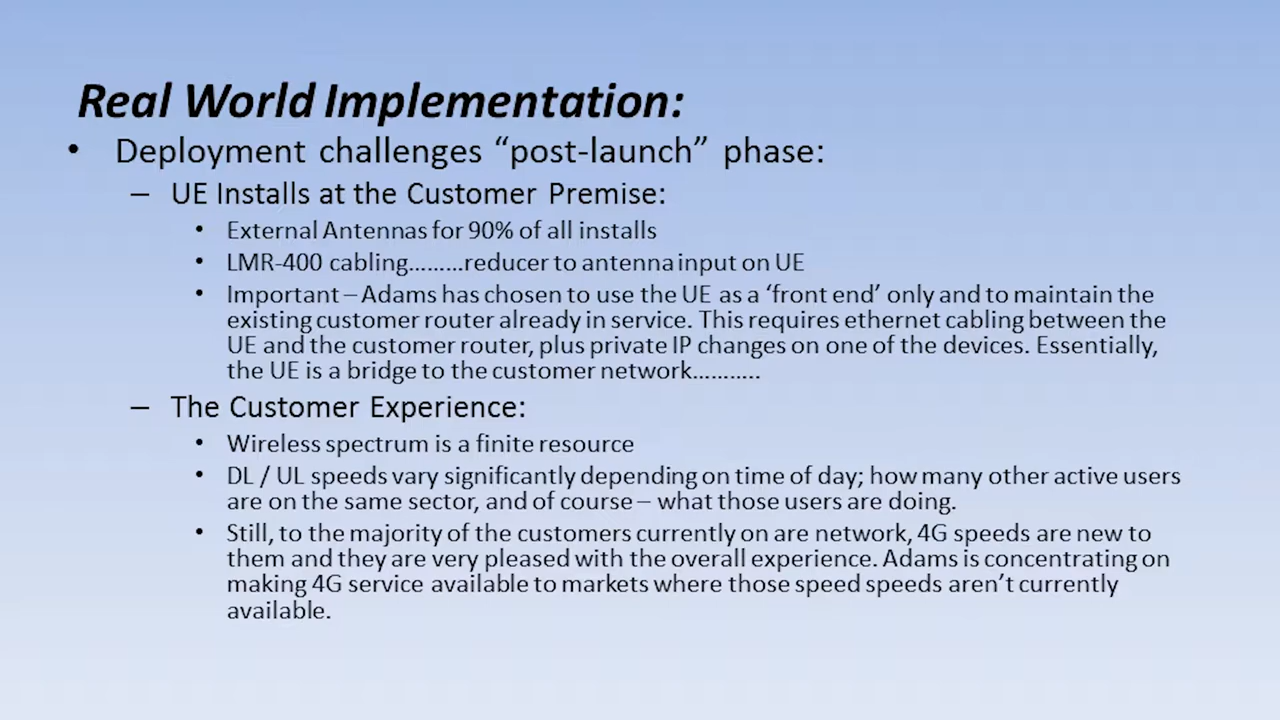 Real World Implementation:
• Deployment challenges “post-launch” phase:
– UE Installs at the Customer Premise:
• External Antennas for 90% of all installs
• LMR-400 cabling………reducer to antenna input on UE
• Important – Adams has chosen to use the UE as a ‘front end’ only and to maintain the
existing customer router already in service. This requires ethernet cabling between the
UE and the customer router, plus private IP changes on one of the devices. Essentially,
the UE is a bridge to the customer network………..
– The Customer Experience:
• Wireless spectrum is a finite resource
• DL / UL speeds vary significantly depending on time of day; how many other active users
are on the same sector, and of course – what those users are doing.
• Still, to the majority of the customers currently on are network, 4G speeds are new to
them and they are very pleased with the overall experience. Adams is concentrating on
making 4G service available to markets where those speed speeds aren’t currently
available.